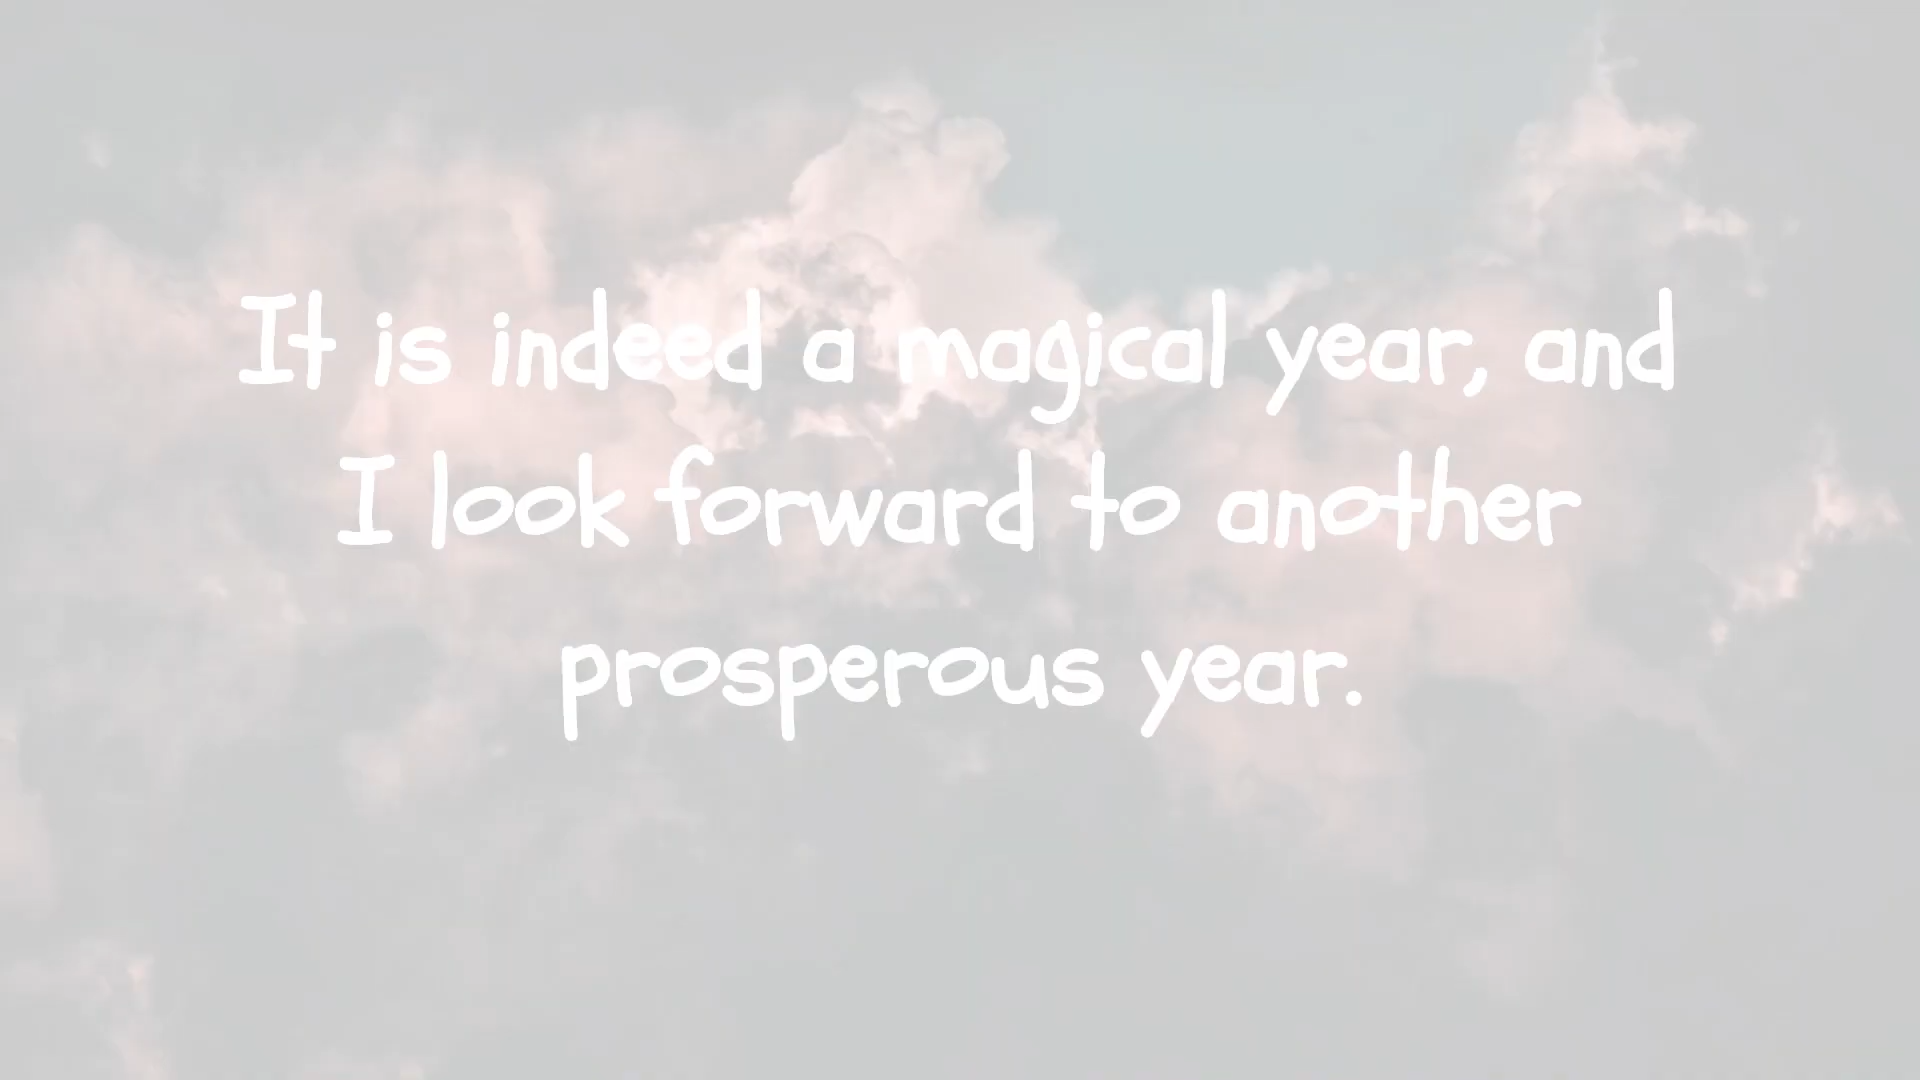 It is indeed a magical year, and
I look forward to another
prosperous year.